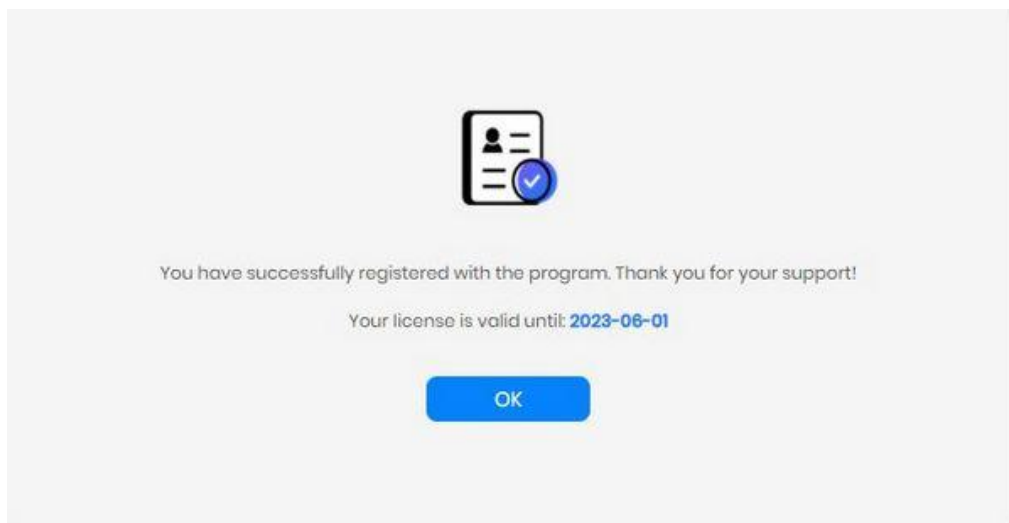 You have successfully registered with the program. Thank you for your support!
Your license is valid until: 2023-06-01
OK